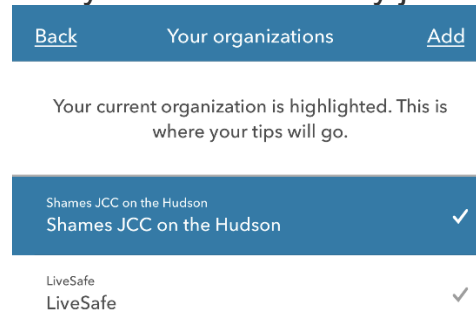 Back Your organizations Add
Your current organization is highlighted. This is
where your tips will go.
Shames JCC on the Hudson
Shames JCC on the Hudson
LiveSafe
LiveSafe